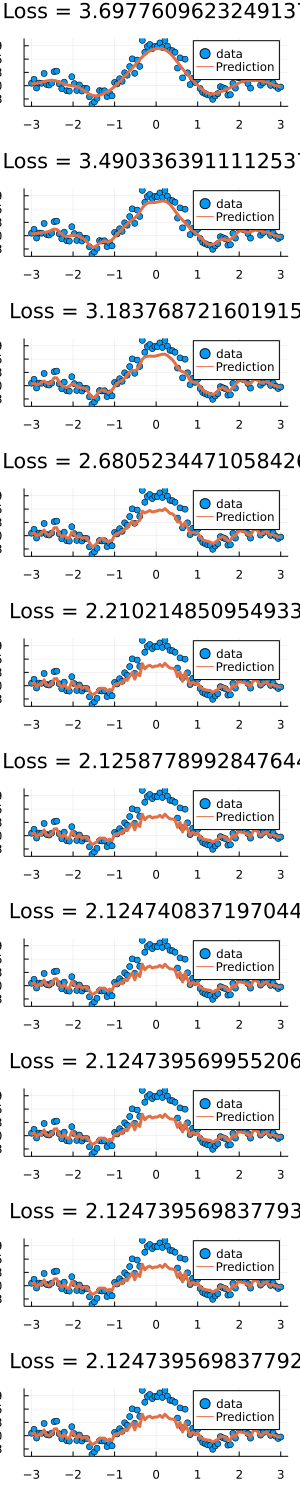 Loss = 3.697760962324913
data
Prediction
−3 −2 −1 0 1 2 3
Loss = 3.490336391111253
data
Prediction
−3 −2 −1 0 1 2 3
Loss = 3.183768721601915
data
Prediction
−3 −2 −1 0 1 2 3
Loss = 2.680523447105842
data
Prediction
−3 −2 −1 0 1 2 3
Loss = 2.210214850954933
data
Prediction
−3 −2 −1 0 1 2 3
Loss = 2.125877899284764
data
Prediction
−3 −2 −1 0 1 2 3
Loss = 2.124740837197044
data
Prediction
−3 −2 −1 0 1 2 3
Loss = 2.124739569955206
data
Prediction
−3 −2 −1 0 1 2 3
Loss = 2.124739569837793
data
Prediction
−3 −2 −1 0 1 2 3
Loss = 2.124739569837792
data
Prediction
−3 −2 −1 0 1 2 3